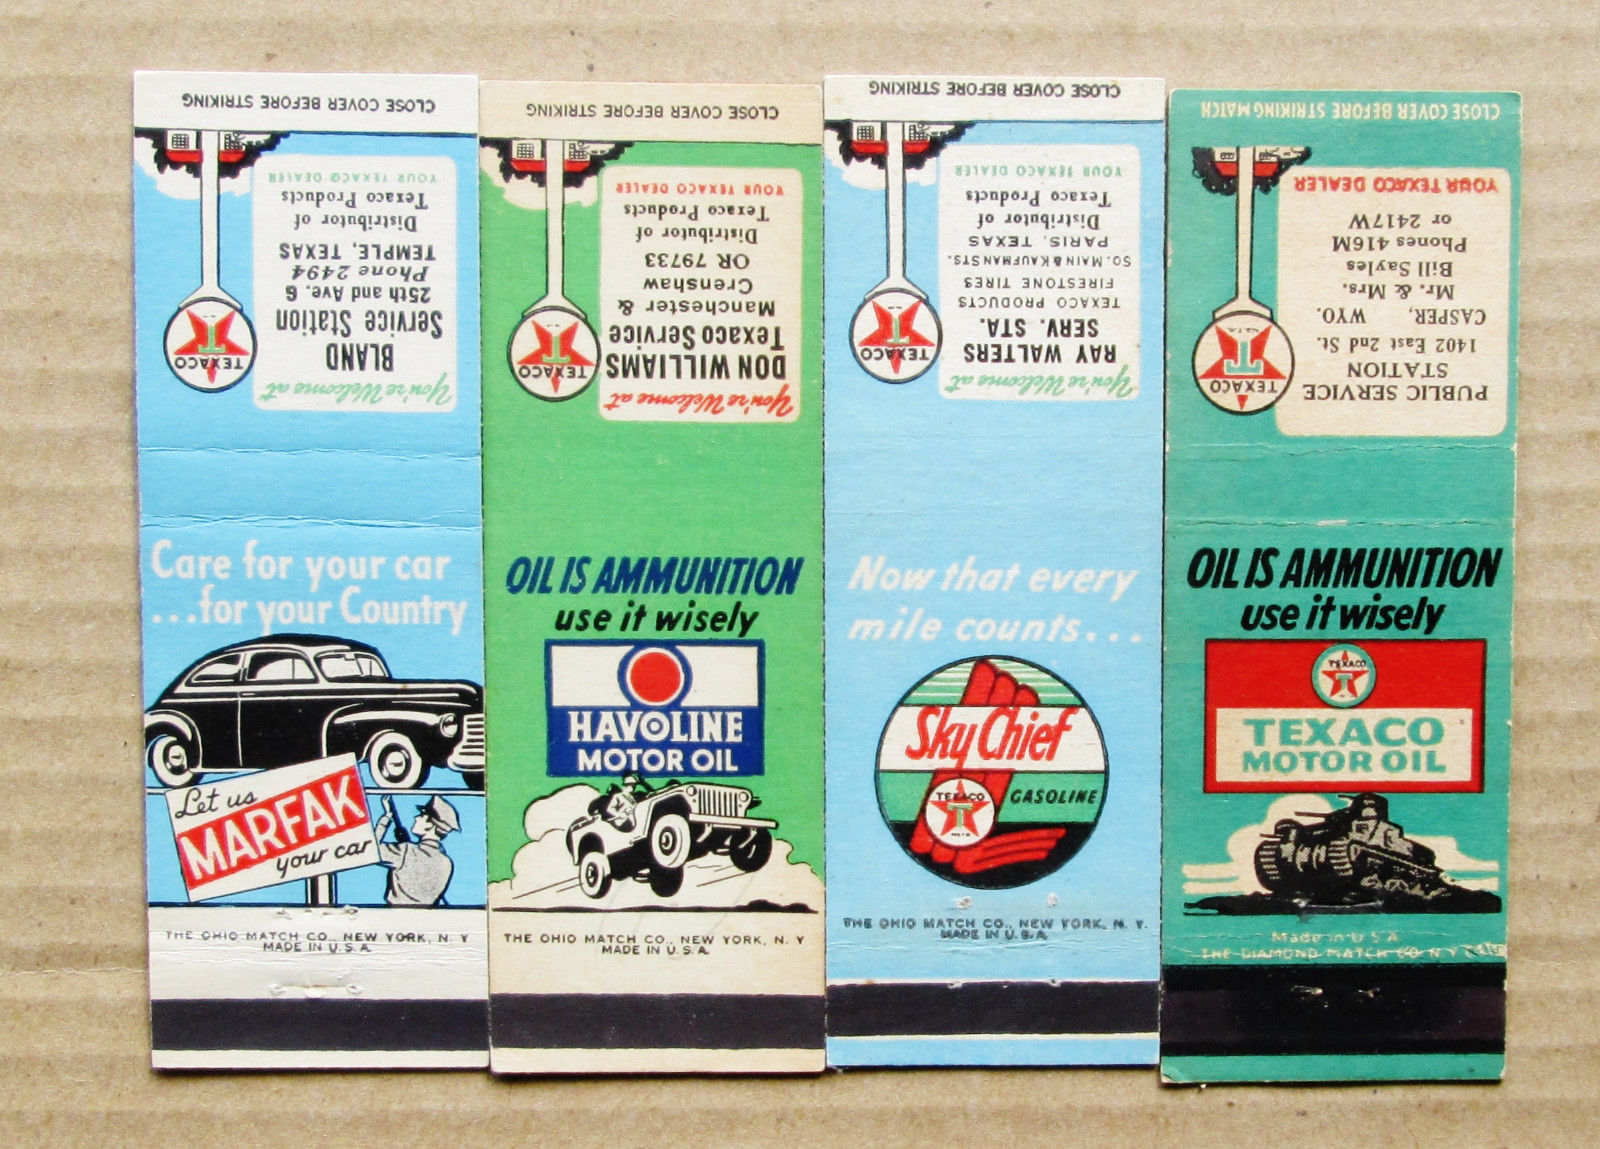 CLOSE COVER BEFORE STRIKING
YOUR TEXACO DEALER
Texaco Products
Distributor of
TEMPLE, TEXAS
Phone 2494
25th and Ave. G
Service Station
BLAND
You're Welcome at
TEXACO
T
Care for your car
...for your Country
Let us
MARFAK
your car
THE OHIO MATCH CO., NEW YORK, N. Y
MADE IN U.S.A.
CLOSE COVER BEFORE STRIKING
YOUR TEXACO DEALER
Texaco Products
Distributor of
OR 79733
Crenshaw
Manchester &
Texaco Service
DON WILLIAMS
You're Welcome at
TEXACO
T
OIL IS AMMUNITION
use it wisely
HAVOLINE
MOTOR OIL
THE OHIO MATCH CO., NEW YORK, N. Y
MADE IN U.S.A.
CLOSE COVER BEFORE STRIKING
YOUR TEXACO DEALER
Texaco Products
Distributor of
PARIS, TEXAS
SO. MAIN & KAUFMAN STS.
FIRESTONE TIRES
TEXACO PRODUCTS
SERV. STA.
RAY WALTERS
You're Welcome at
TEXACO
T
Now that every
mile counts...
Sky Chief
TEXACO
T
GASOLINE
THE OHIO MATCH CO., NEW YORK, N. Y.
MADE IN U.S.A.
CLOSE COVER BEFORE STRIKING MATCH
YOUR TEXACO DEALER
or 2417W
Phones 416M
Bill Sayles
Mr. & Mrs.
CASPER, WYO.
1402 East 2nd St.
STATION
PUBLIC SERVICE
TEXACO
T
OIL IS AMMUNITION
use it wisely
TEXACO
T
TEXACO
MOTOR OIL
Made in U S A
THE DIAMOND MATCH CO. N.Y.C.